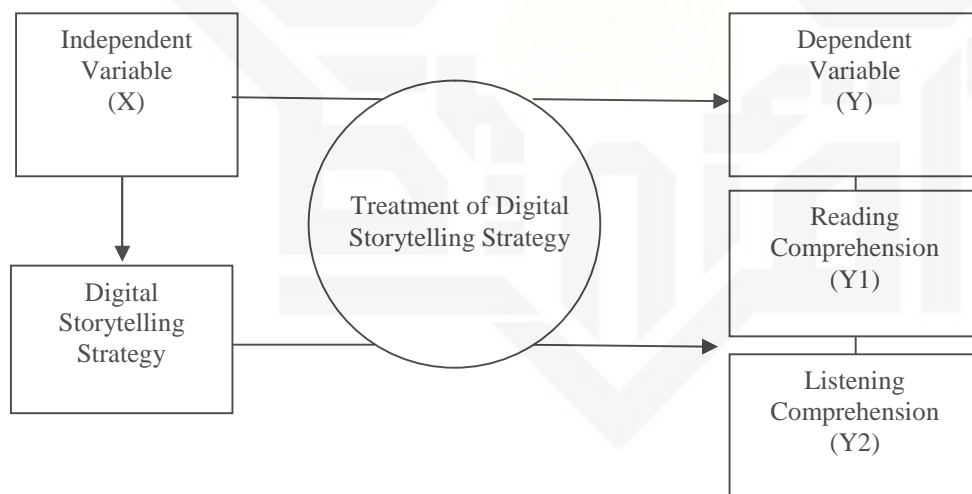 Independent
Variable
(X)
Dependent
Variable
(Y)
Treatment of Digital
Storytelling Strategy
Reading
Comprehension
(Y1)
Digital
Storytelling
Strategy
Listening
Comprehension
(Y2)